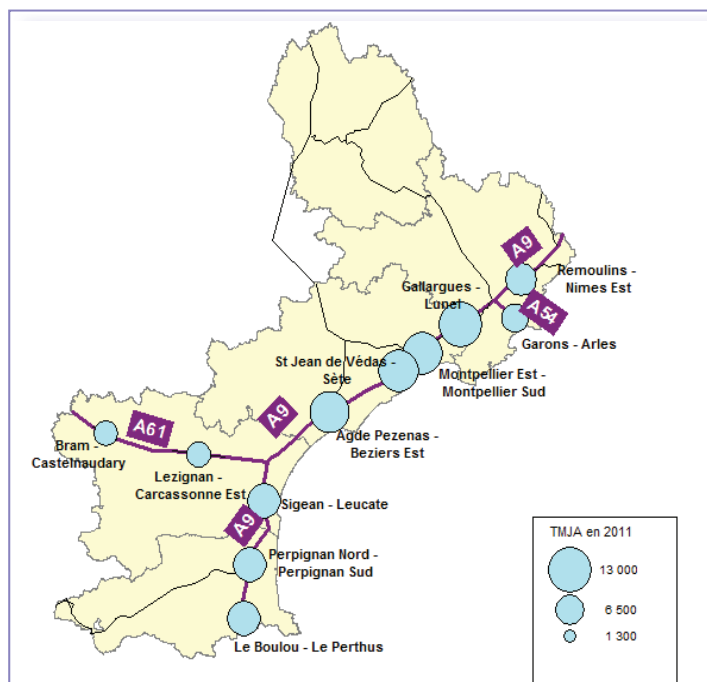 A9
Remoulins -
Nimes Est
Gallargues -
Lunel
A54
Garons - Arles
St Jean de Védas -
Sète
Montpellier Est -
Montpellier Sud
A9
A61
Bram -
Castelnaudary
Agde Pezenas -
Beziers Est
Lezignan -
Carcassonne Est
Sigean - Leucate
A9
Perpignan Nord -
Perpignan Sud
Le Boulou - Le Perthus
TMJA en 2011
13 000
6 500
1 300